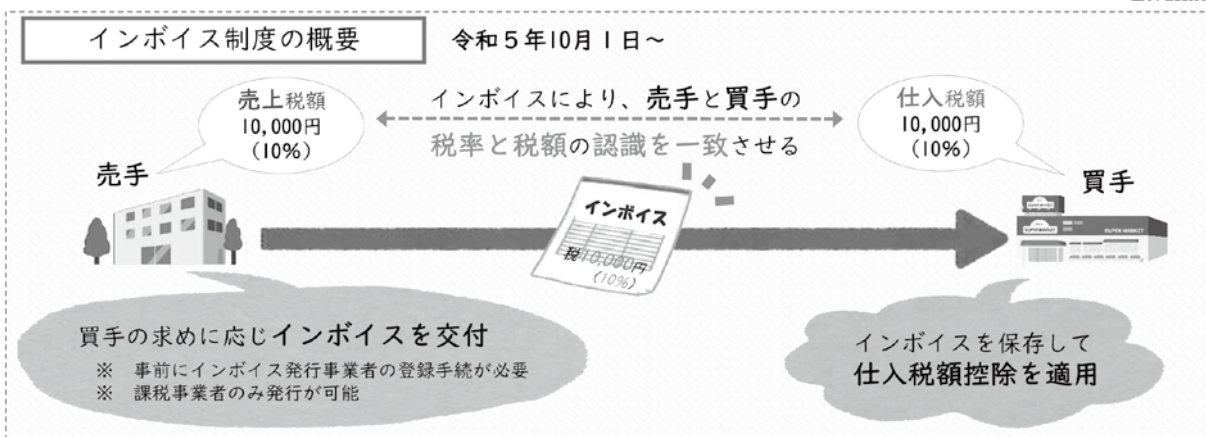 インボイス制度の概要
令和5年10月1日～
売上税額
10,000円
(10%)
インボイスにより、売手と買手の
税率と税額の認識を一致させる
仕入税額
10,000円
(10%)
売手
買手
インボイス
税10,000円
(10%)
SUPER MARKET
SUPER MARKET
買手の求めに応じインボイスを交付
※ 事前にインボイス発行事業者の登録手続が必要
※ 課税事業者のみ発行が可能
インボイスを保存して
仕入税額控除を適用